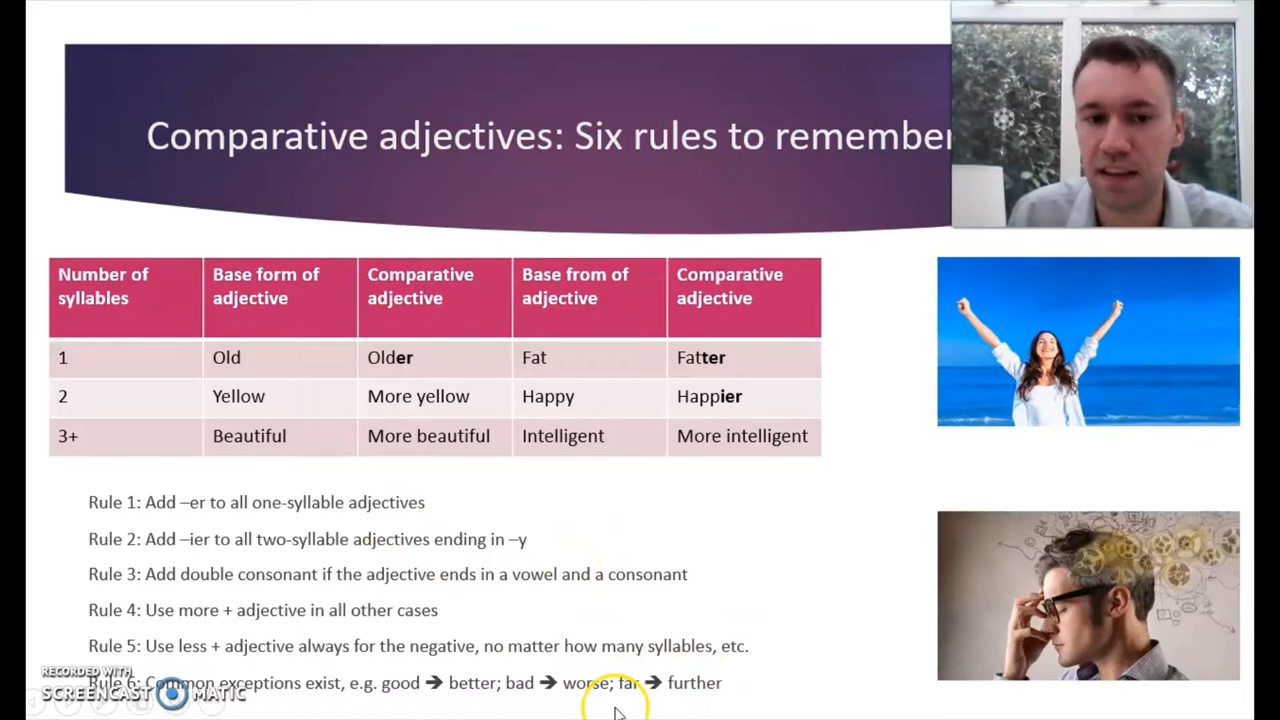 Comparative adjectives: Six rules to remember
Number of syllables
Base form of adjective
Comparative adjective
Base from of adjective
Comparative adjective
1
Old
Older
Fat
Fatter
2
Yellow
More yellow
Happy
Happier
3+
Beautiful
More beautiful
Intelligent
More intelligent
Rule 1: Add –er to all one-syllable adjectives
Rule 2: Add –ier to all two-syllable adjectives ending in –y
Rule 3: Add double consonant if the adjective ends in a vowel and a consonant
Rule 4: Use more + adjective in all other cases
Rule 5: Use less + adjective always for the negative, no matter how many syllables, etc.
Rule 6: Common exceptions exist, e.g. good → better; bad → worse; far → further
RECORDED WITH
SCREENCAST MATIC